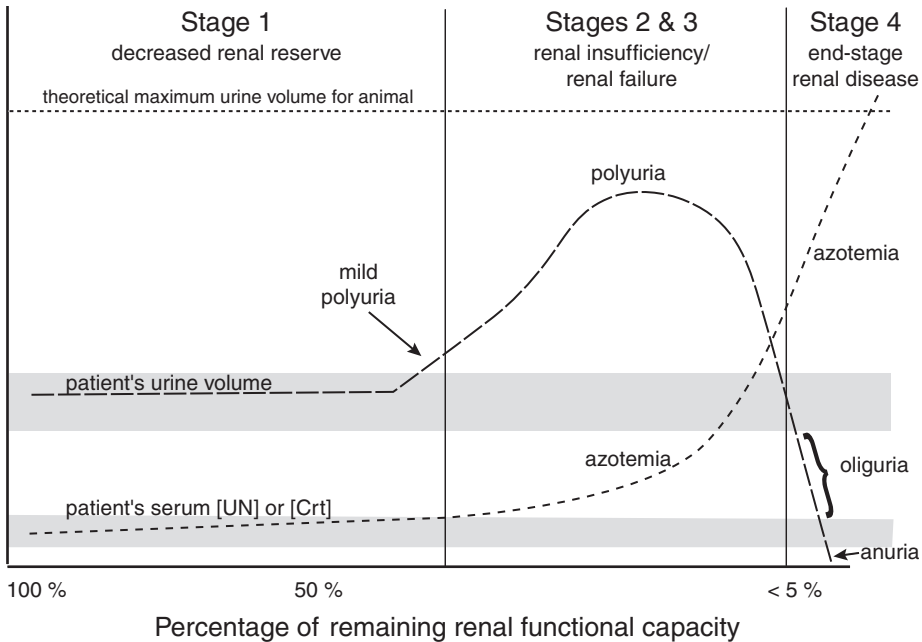 Stage 1
decreased renal reserve
Stages 2 & 3
renal insufficiency/
renal failure
Stage 4
end-stage
renal disease
theoretical maximum urine volume for animal
polyuria
azotemia
mild
polyuria
patient's urine volume
azotemia
oliguria
patient's serum [UN] or [Crt]
anuria
100 %
50 %
< 5 %
Percentage of remaining renal functional capacity